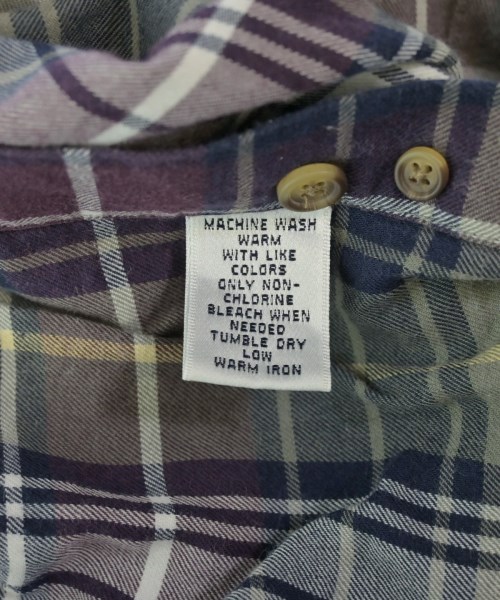 MACHINE WASH
WARM
WITH LIKE
COLORS
ONLY NON-
CHLORINE
BLEACH WHEN
NEEDED
TUMBLE DRY
LOW
WARM IRON